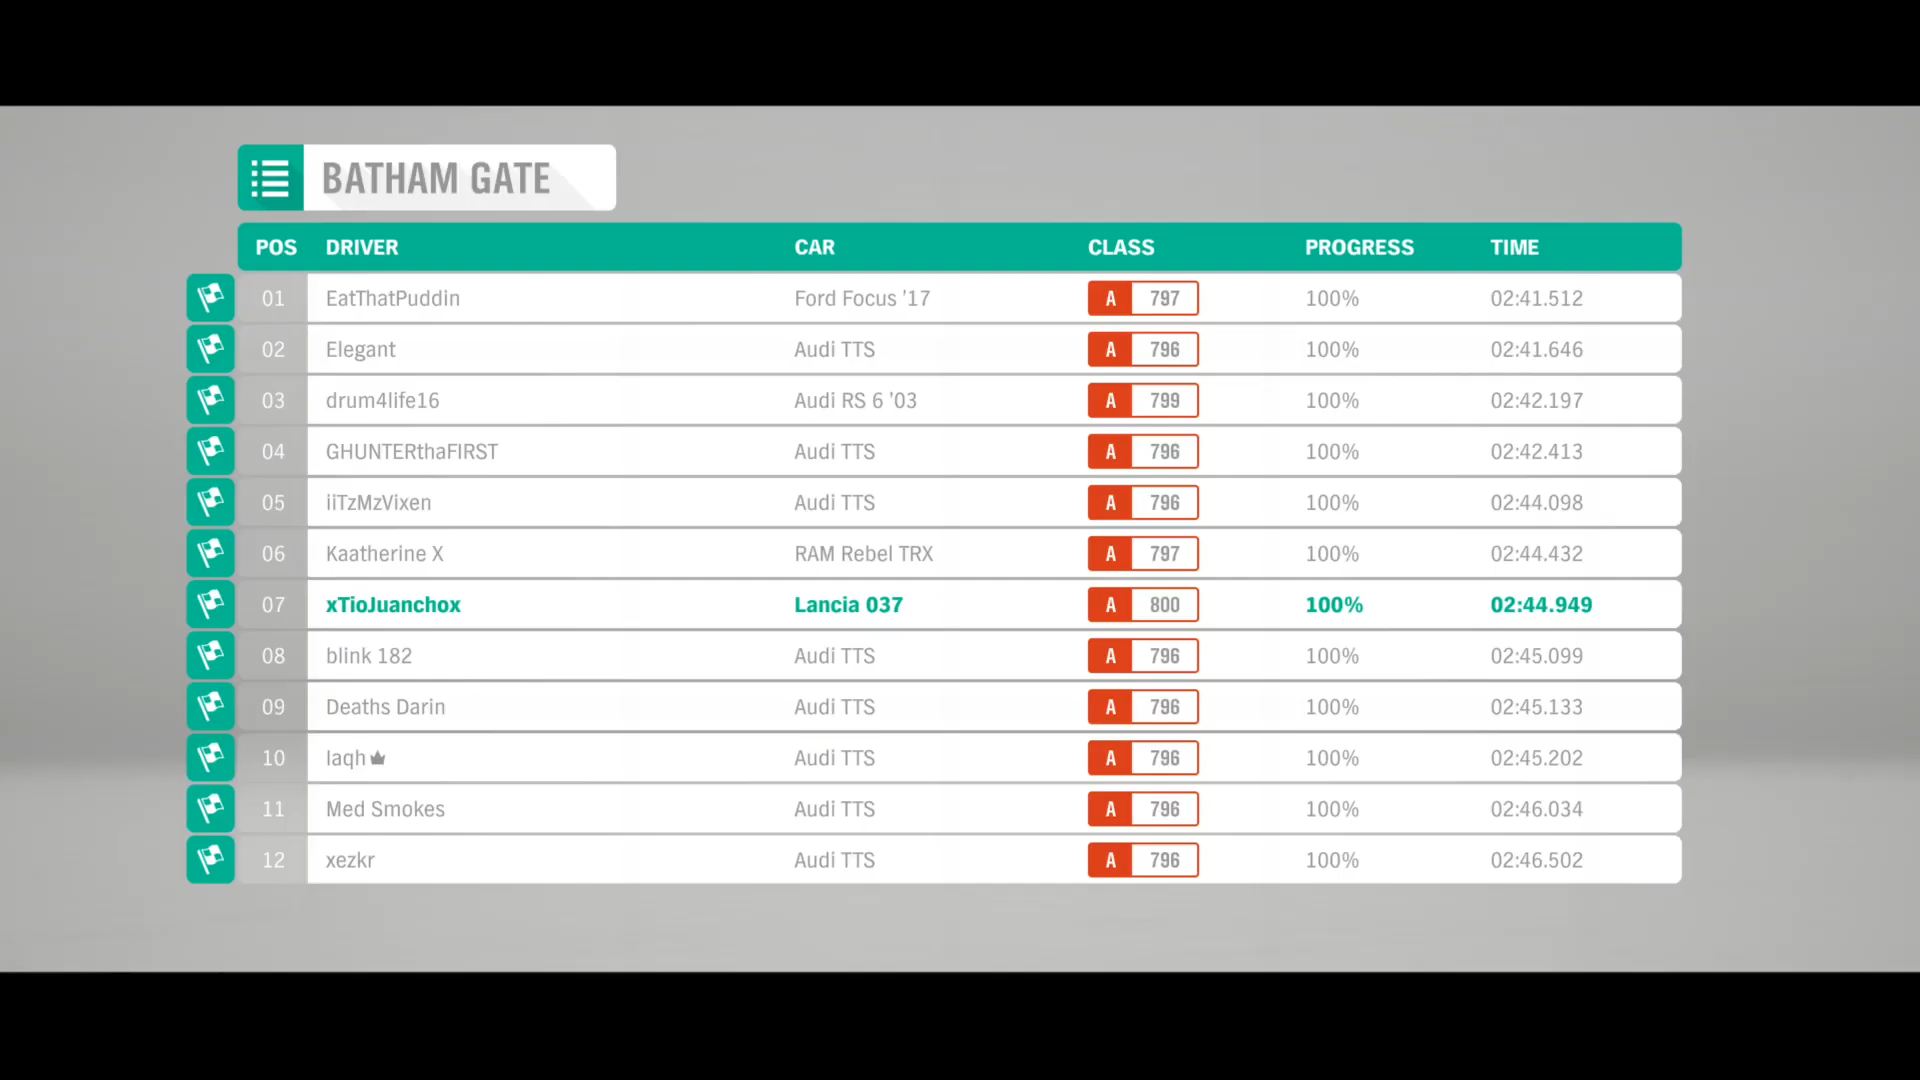 BATHAM GATE
POS DRIVER CAR CLASS PROGRESS TIME
01 EatThatPuddin Ford Focus '17 A 797 100% 02:41.512
02 Elegant Audi TTS A 796 100% 02:41.646
03 drum4life16 Audi RS 6 '03 A 799 100% 02:42.197
04 GHUNTERthaFIRST Audi TTS A 796 100% 02:42.413
05 iiTzMzVixen Audi TTS A 796 100% 02:44.098
06 Kaatherine X RAM Rebel TRX A 797 100% 02:44.432
07 xTioJuanchox Lancia 037 A 800 100% 02:44.949
08 blink 182 Audi TTS A 796 100% 02:45.099
09 Deaths Darin Audi TTS A 796 100% 02:45.133
10 laqh Audi TTS A 796 100% 02:45.202
11 Med Smokes Audi TTS A 796 100% 02:46.034
12 xezkr Audi TTS A 796 100% 02:46.502